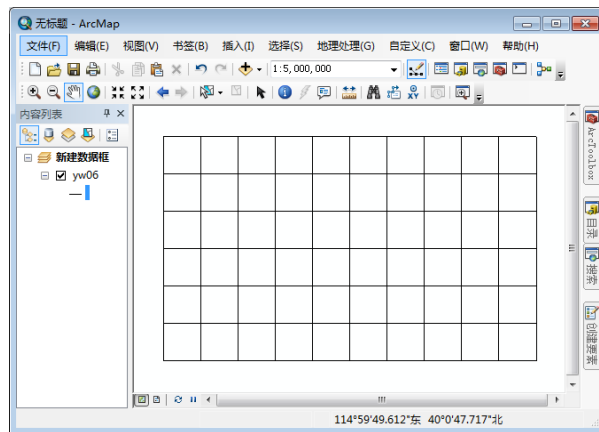 无标题 - ArcMap
文件(F) 编辑(E) 视图(V) 书签(B) 插入(I) 选择(S) 地理处理(G) 自定义(C) 窗口(W) 帮助(H)
1:5,000,000
内容列表
新建数据框
yw06
ArcToolbox
目录
搜索
创建要素
114°59'49.612"东 40°0'47.717"北